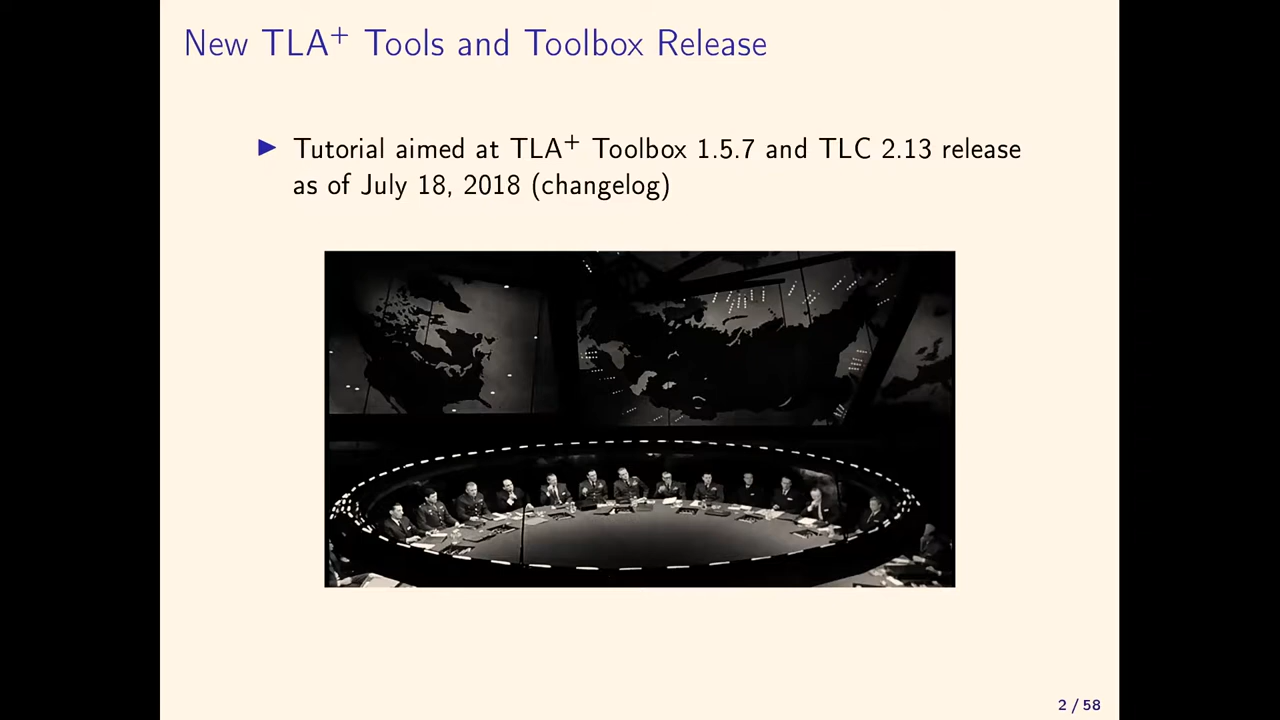 New TLA+ Tools and Toolbox Release
Tutorial aimed at TLA+ Toolbox 1.5.7 and TLC 2.13 release
as of July 18, 2018 (changelog)
2 / 58